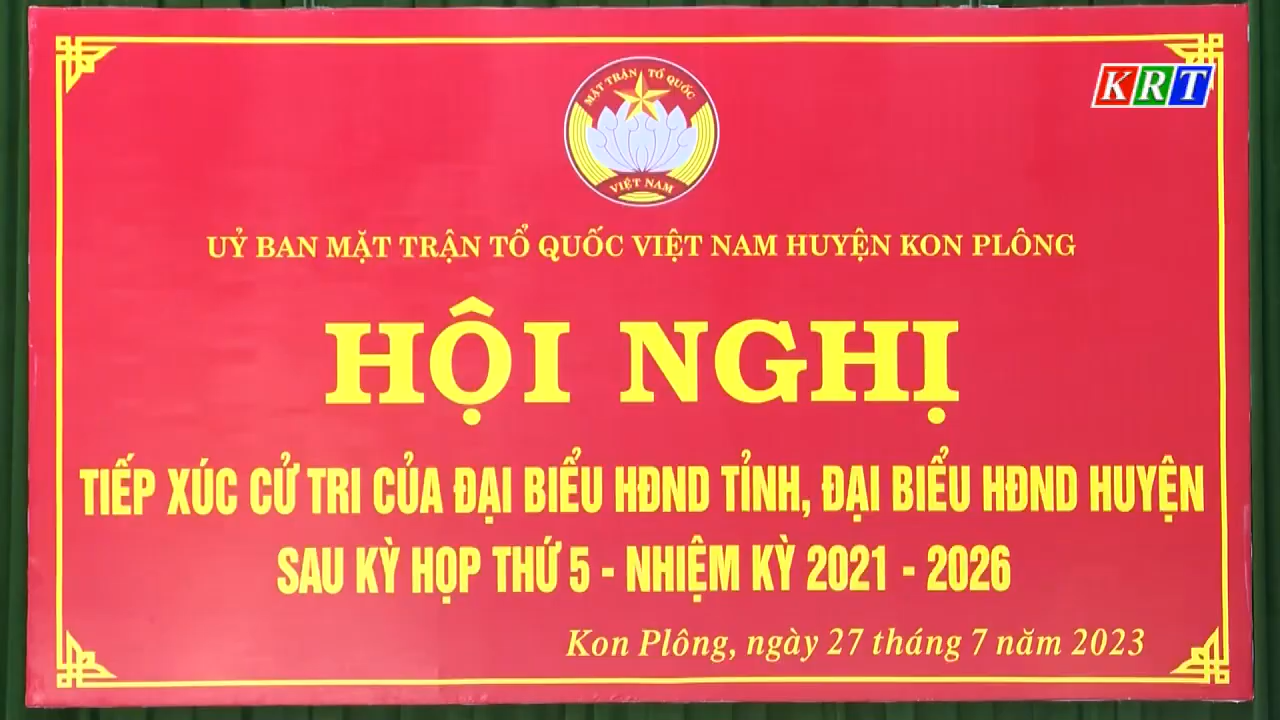 KRT
MẶT TRẬN TỔ QUỐC
VIỆT NAM
UỶ BAN MẶT TRẬN TỔ QUỐC VIỆT NAM HUYỆN KON PLÔNG
HỘI NGHỊ
TIẾP XÚC CỬ TRI CỦA ĐẠI BIỂU HĐND TỈNH, ĐẠI BIỂU HĐND HUYỆN
SAU KỲ HỌP THỨ 5 - NHIỆM KỲ 2021 - 2026
Kon Plông, ngày 27 tháng 7 năm 2023